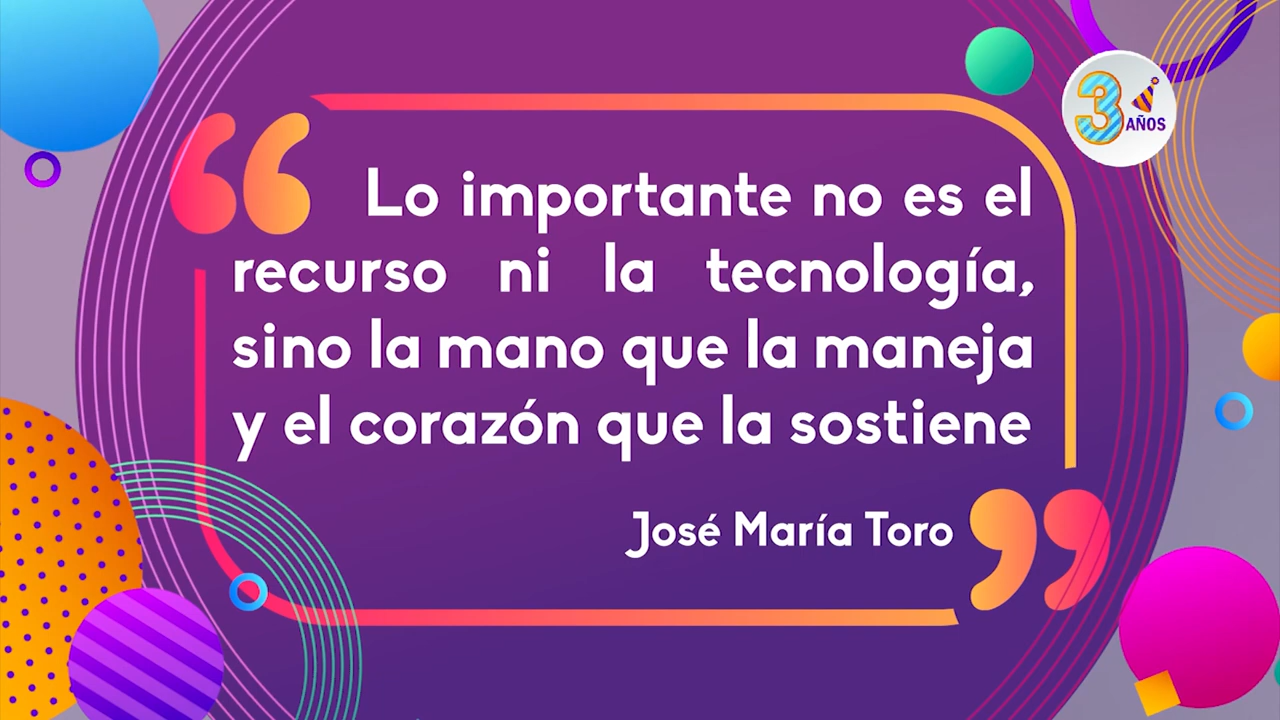 3
AÑOS
“ Lo importante no es el
recurso ni la tecnología,
sino la mano que la maneja
y el corazón que la sostiene
José María Toro ”